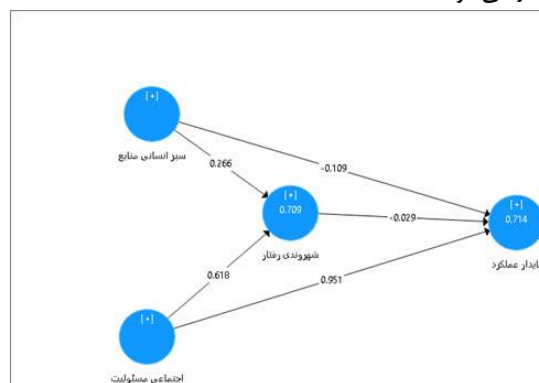 [+]
سبز انسانی منابع
0.266
-0.109
[+]
0.709
شهروندی رفتار
-0.029
[+]
0.714
پایدار عملکرد
0.618
0.951
[+]
اجتماعی مسئولیت